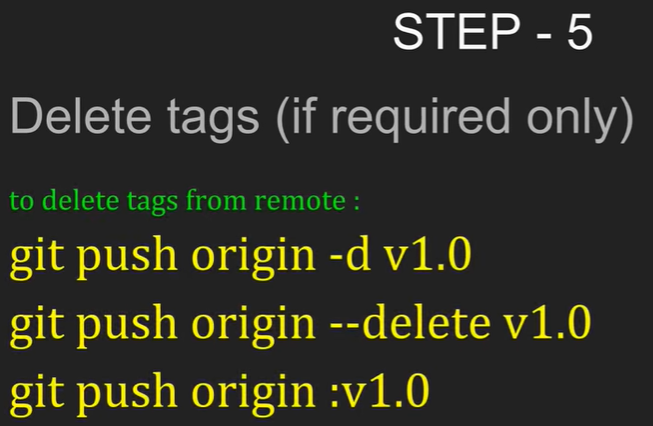 STEP - 5
Delete tags (if required only)
to delete tags from remote :
git push origin -d v1.0
git push origin --delete v1.0
git push origin :v1.0